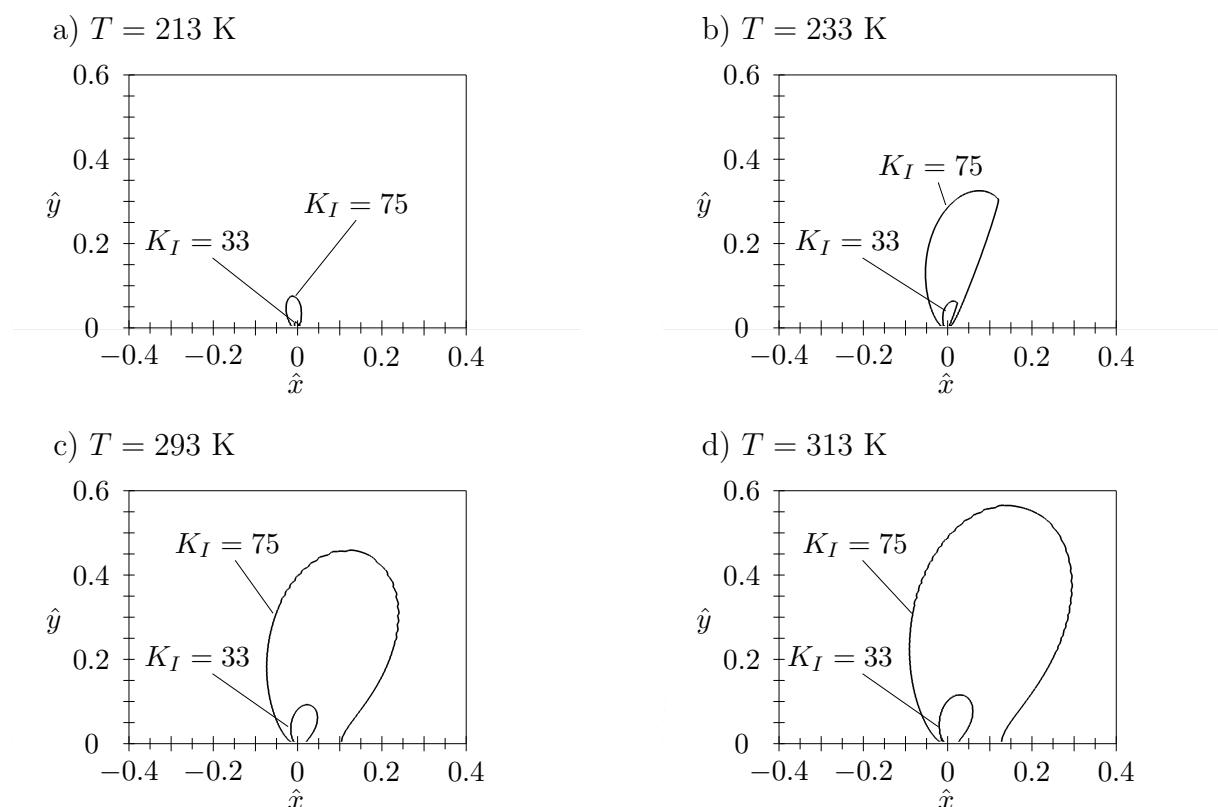 a) T = 213 K
0.6
0.4
ŷ
K_I = 75
K_I = 33
0.2
0
−0.4 −0.2 0 0.2 0.4
x̂
b) T = 233 K
0.6
0.4
ŷ
K_I = 75
K_I = 33
0.2
0
−0.4 −0.2 0 0.2 0.4
x̂
c) T = 293 K
0.6
K_I = 75
0.4
ŷ
K_I = 33
0.2
0
−0.4 −0.2 0 0.2 0.4
x̂
d) T = 313 K
0.6
K_I = 75
0.4
ŷ
K_I = 33
0.2
0
−0.4 −0.2 0 0.2 0.4
x̂